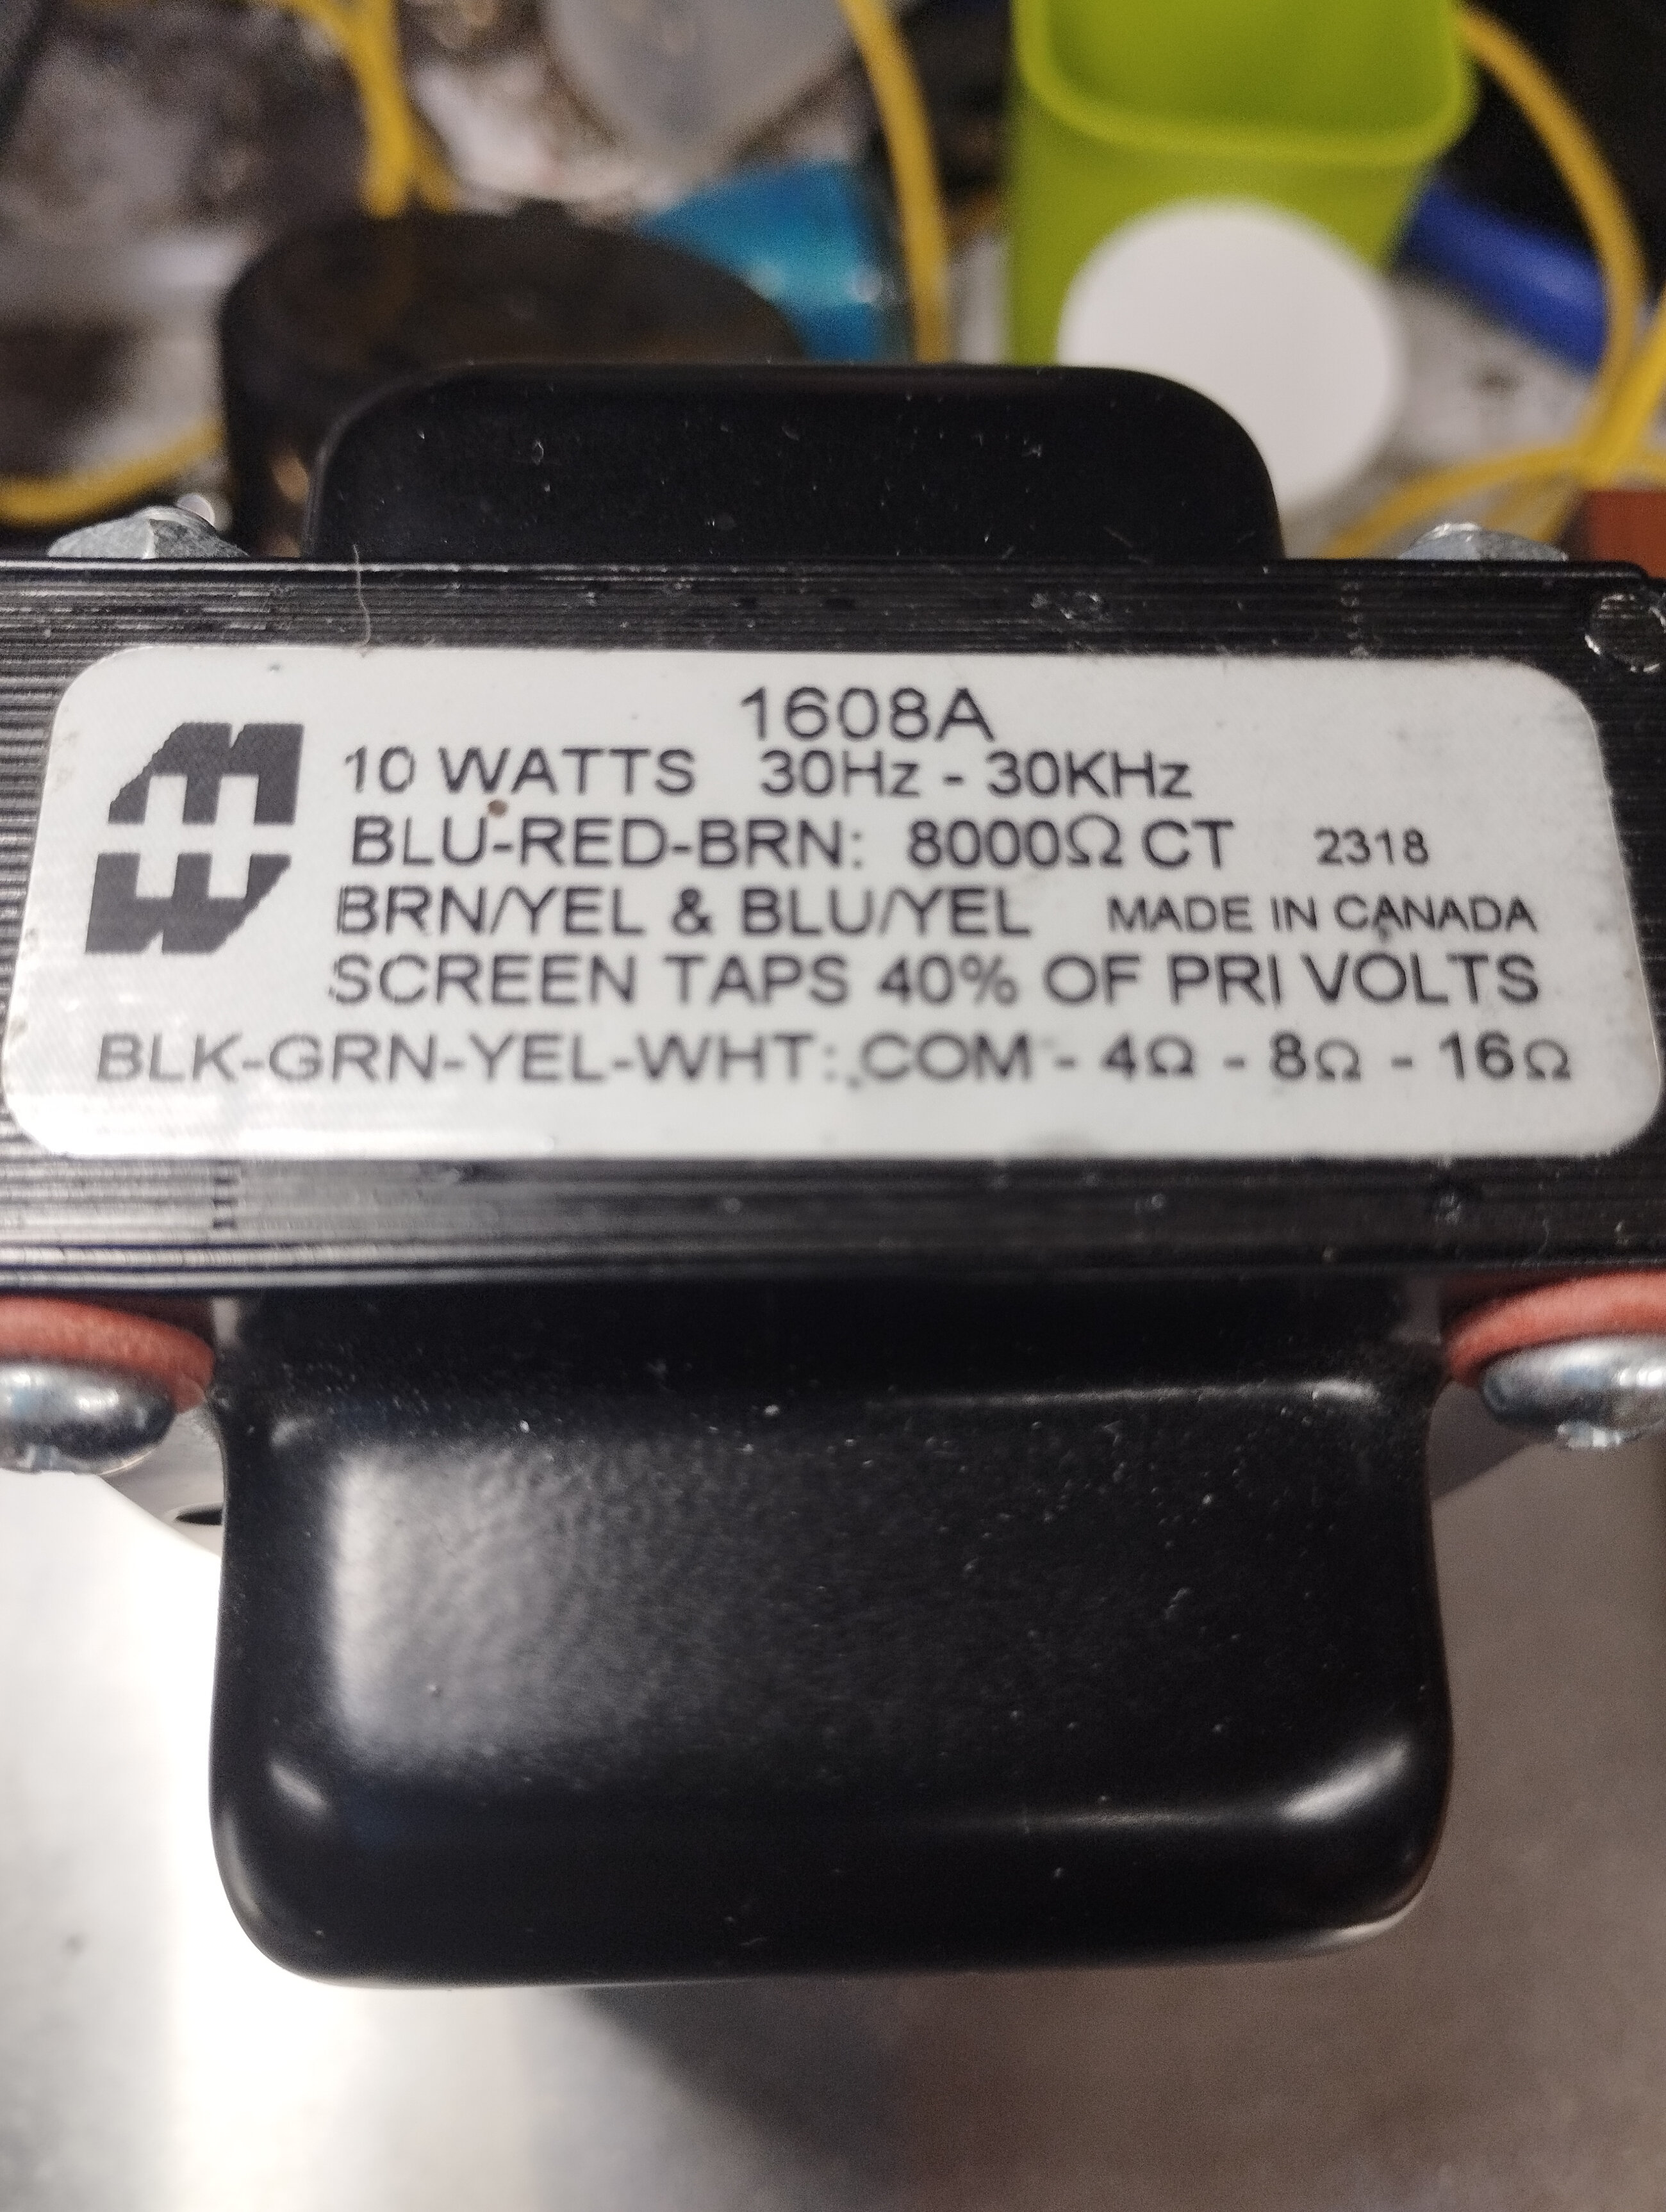 1608A
10 WATTS 30Hz - 30KHz
BLU-RED-BRN: 8000Ω CT 2318
BRN/YEL & BLU/YEL MADE IN CANADA
SCREEN TAPS 40% OF PRI VOLTS
BLK-GRN-YEL-WHT: COM - 4Ω - 8Ω - 16Ω